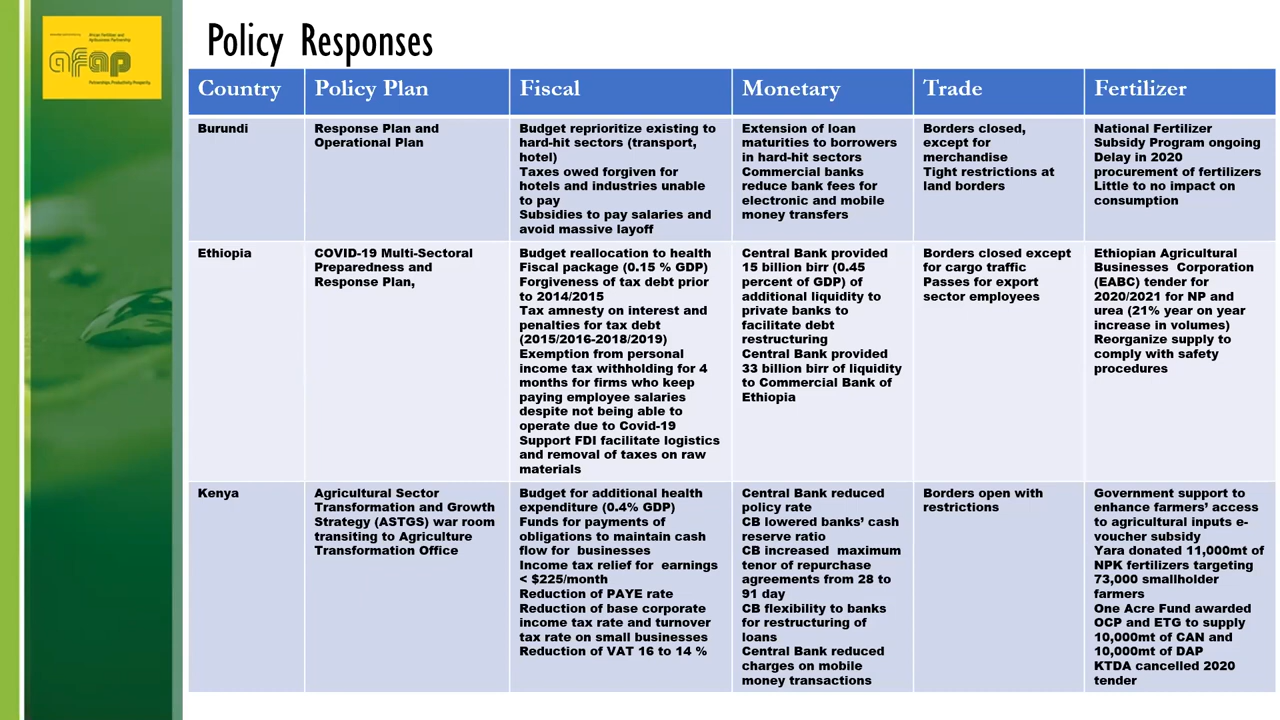 African Fertilizer and
Agribusiness Partnership
afap
Partnerships, Productivity, Prosperity.
Policy Responses
Country
Policy Plan
Fiscal
Monetary
Trade
Fertilizer
Burundi
Response Plan and
Operational Plan
Budget reprioritize existing to
hard-hit sectors (transport,
hotel)
Taxes owed forgiven for
hotels and industries unable
to pay
Subsidies to pay salaries and
avoid massive layoff
Extension of loan
maturities to borrowers
in hard-hit sectors
Commercial banks
reduce bank fees for
electronic and mobile
money transfers
Borders closed,
except for
merchandise
Tight restrictions at
land borders
National Fertilizer
Subsidy Program ongoing
Delay in 2020
procurement of fertilizers
Little to no impact on
consumption
Ethiopia
COVID-19 Multi-Sectoral
Preparedness and
Response Plan,
Budget reallocation to health
Fiscal package (0.15 % GDP)
Forgiveness of tax debt prior
to 2014/2015
Tax amnesty on interest and
penalties for tax debt
(2015/2016-2018/2019)
Exemption from personal
income tax withholding for 4
months for firms who keep
paying employee salaries
despite not being able to
operate due to Covid-19
Support FDI facilitate logistics
and removal of taxes on raw
materials
Central Bank provided
15 billion birr (0.45
percent of GDP) of
additional liquidity to
private banks to
facilitate debt
restructuring
Central Bank provided
33 billion birr of liquidity
to Commercial Bank of
Ethiopia
Borders closed except
for cargo traffic
Passes for export
sector employees
Ethiopian Agricultural
Businesses Corporation
(EABC) tender for
2020/2021 for NP and
urea (21% year on year
increase in volumes)
Reorganize supply to
comply with safety
procedures
Kenya
Agricultural Sector
Transformation and Growth
Strategy (ASTGS) war room
transiting to Agriculture
Transformation Office
Budget for additional health
expenditure (0.4% GDP)
Funds for payments of
obligations to maintain cash
flow for businesses
Income tax relief for earnings
< $225/month
Reduction of PAYE rate
Reduction of base corporate
income tax rate and turnover
tax rate on small businesses
Reduction of VAT 16 to 14 %
Central Bank reduced
policy rate
CB lowered banks’ cash
reserve ratio
CB increased maximum
tenor of repurchase
agreements from 28 to
91 day
CB flexibility to banks
for restructuring of
loans
Central Bank reduced
charges on mobile
money transactions
Borders open with
restrictions
Government support to
enhance farmers’ access
to agricultural inputs e-
voucher subsidy
Yara donated 11,000mt of
NPK fertilizers targeting
73,000 smallholder
farmers
One Acre Fund awarded
OCP and ETG to supply
10,000mt of CAN and
10,000mt of DAP
KTDA cancelled 2020
tender